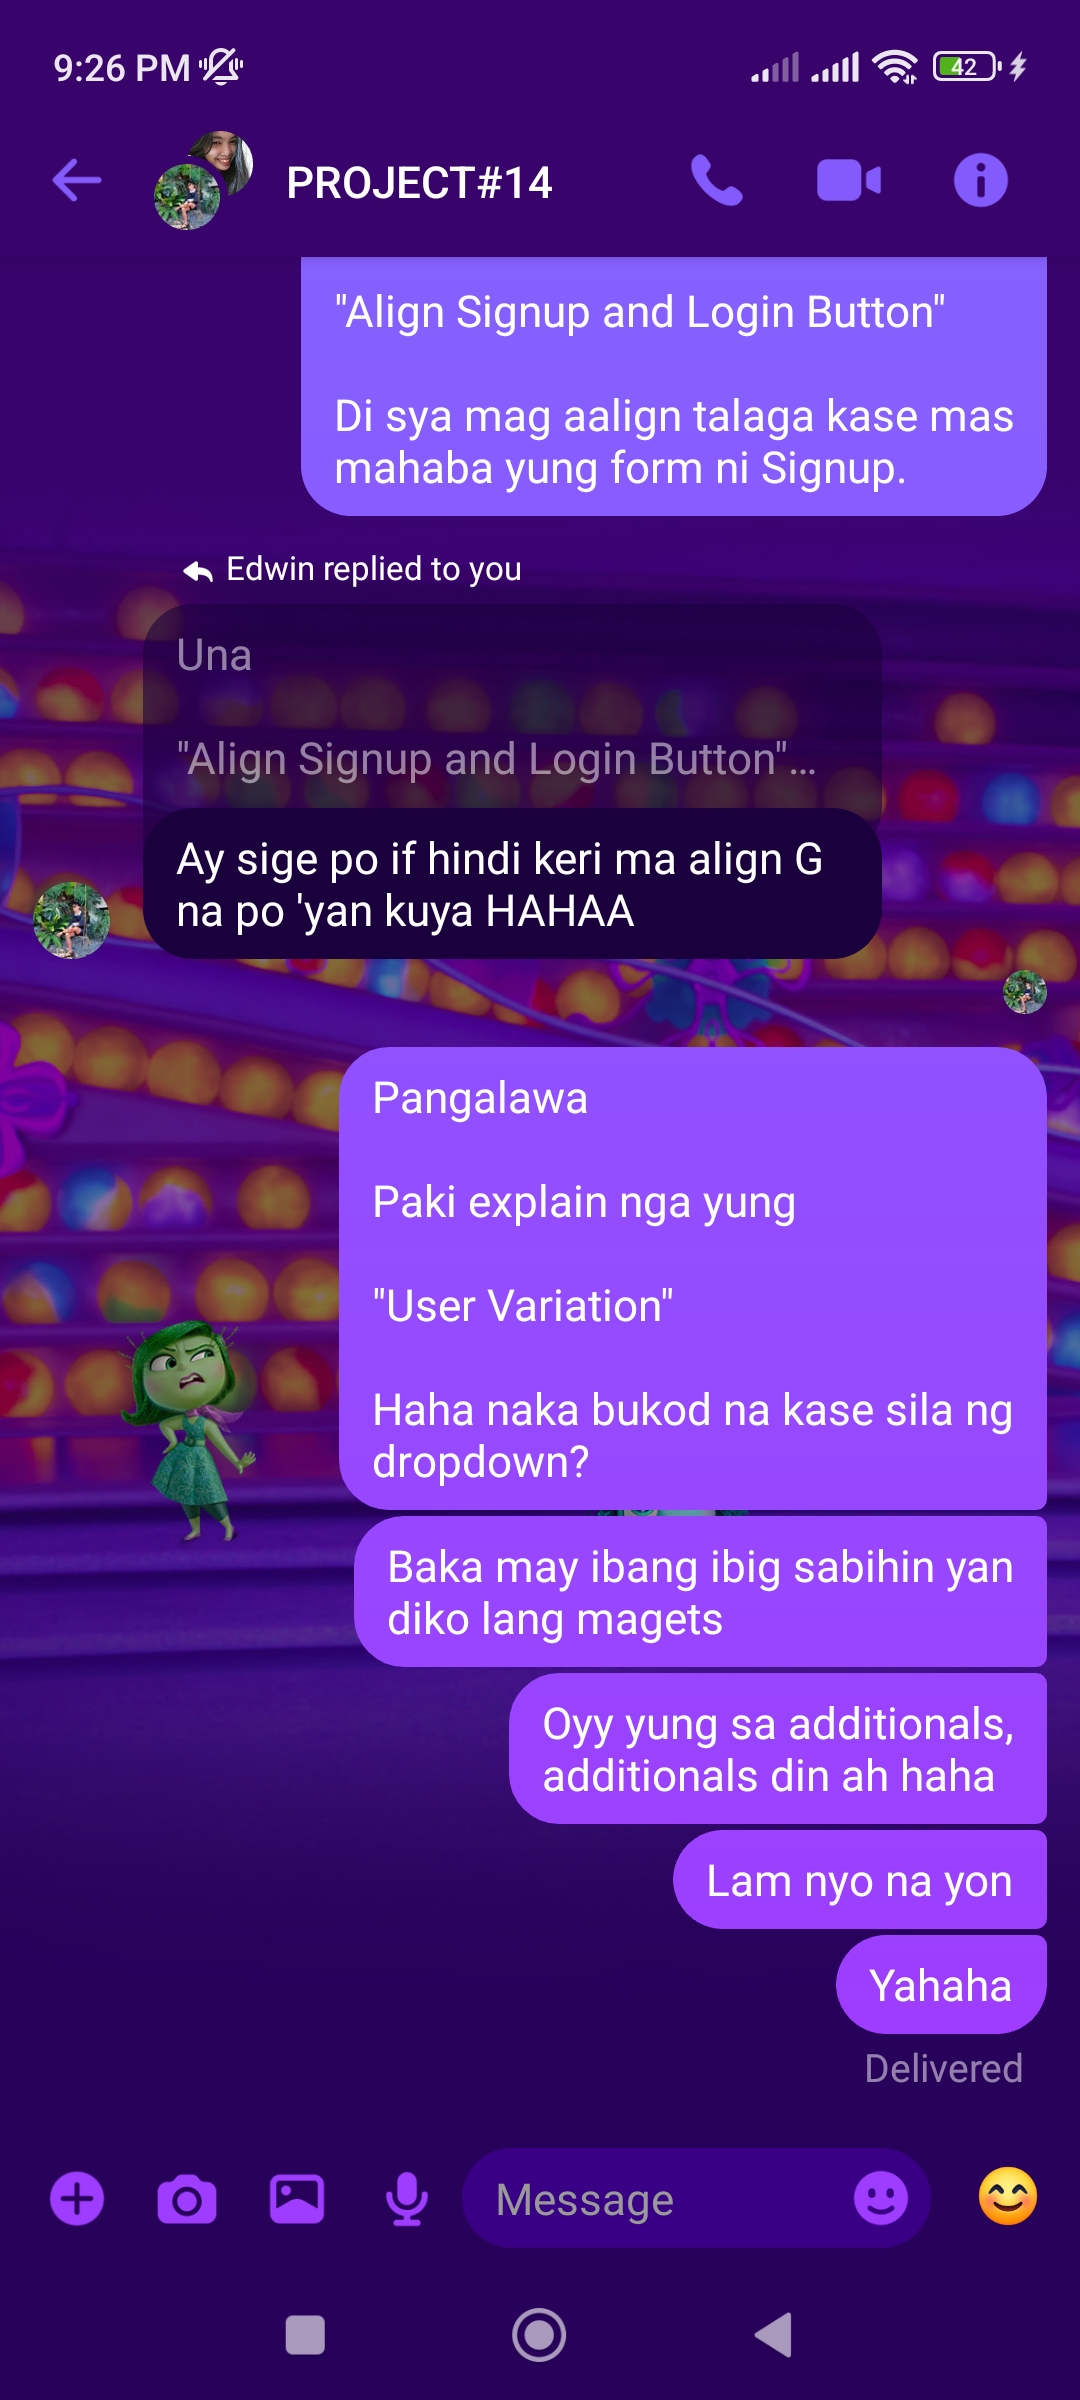 9:26 PM
42
PROJECT#14
"Align Signup and Login Button"
Di sya mag aalign talaga kase mas
mahaba yung form ni Signup.
Edwin replied to you
Una
"Align Signup and Login Button"...
Ay sige po if hindi keri ma align G
na po 'yan kuya HAHAA
Pangalawa
Paki explain nga yung
"User Variation"
Haha naka bukod na kase sila ng
dropdown?
Baka may ibang ibig sabihin yan
diko lang magets
Oyy yung sa additionals,
additionals din ah haha
Lam nyo na yon
Yahaha
Delivered
Message